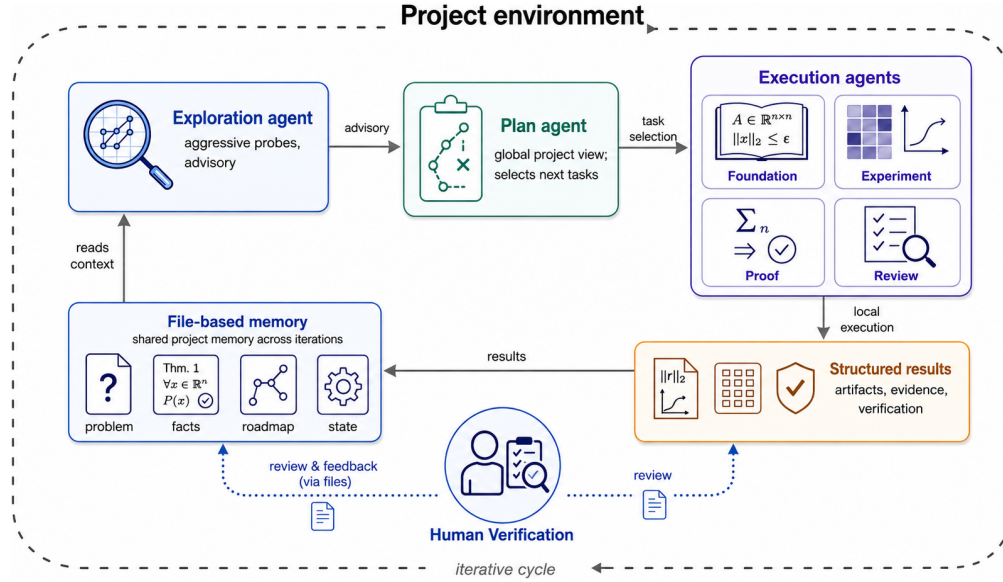 Project environment
Exploration agent
aggressive probes,
advisory
advisory
Plan agent
global project view;
selects next tasks
task
selection
Execution agents
A ∈ ℝⁿˣⁿ
||x||₂ ≤ ϵ
Foundation
Experiment
Σₙ
⇒
Proof
Review
local
execution
Structured results
artifacts, evidence,
verification
||r||₂
results
File-based memory
shared project memory across iterations
?
problem
Thm. 1
∀x ∈ ℝⁿ
P(x)
facts
roadmap
state
reads
context
review & feedback
(via files)
review
Human Verification
iterative cycle